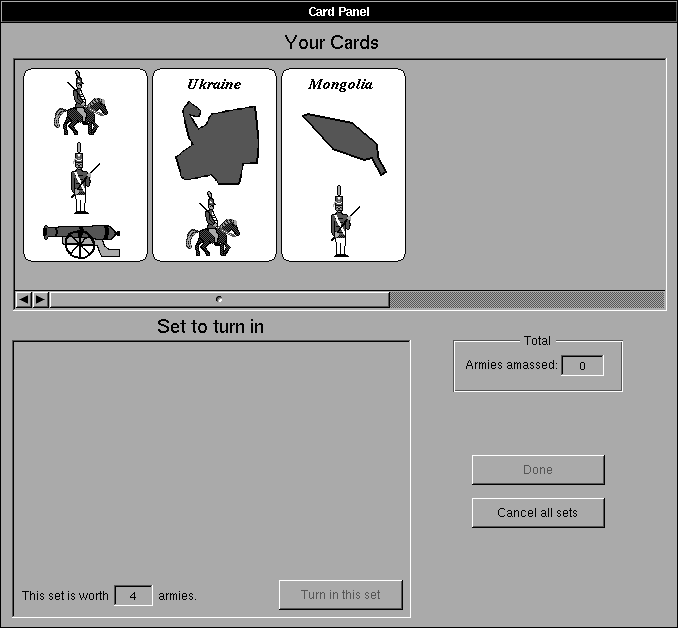 Card Panel
Your Cards
Ukraine
Mongolia
Set to turn in
Total
Armies amassed: 0
Done
Cancel all sets
This set is worth 4 armies.
Turn in this set